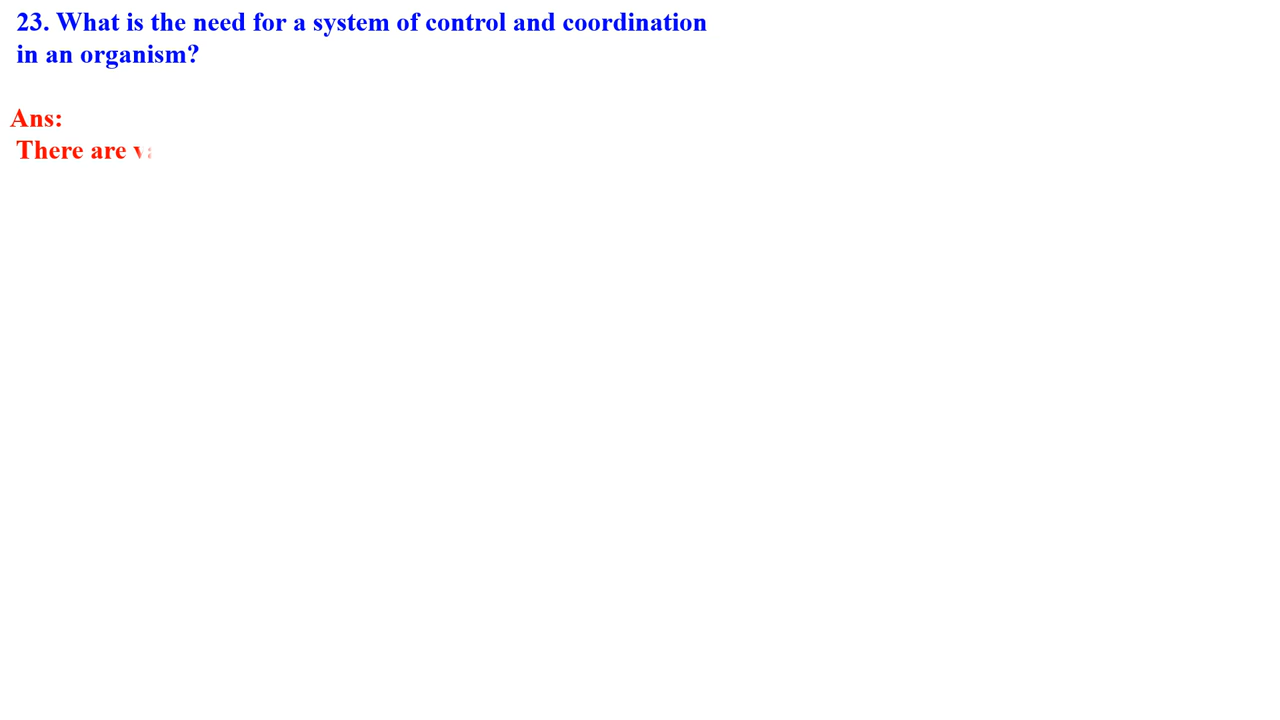 23. What is the need for a system of control and coordination
in an organism?
Ans:
There are